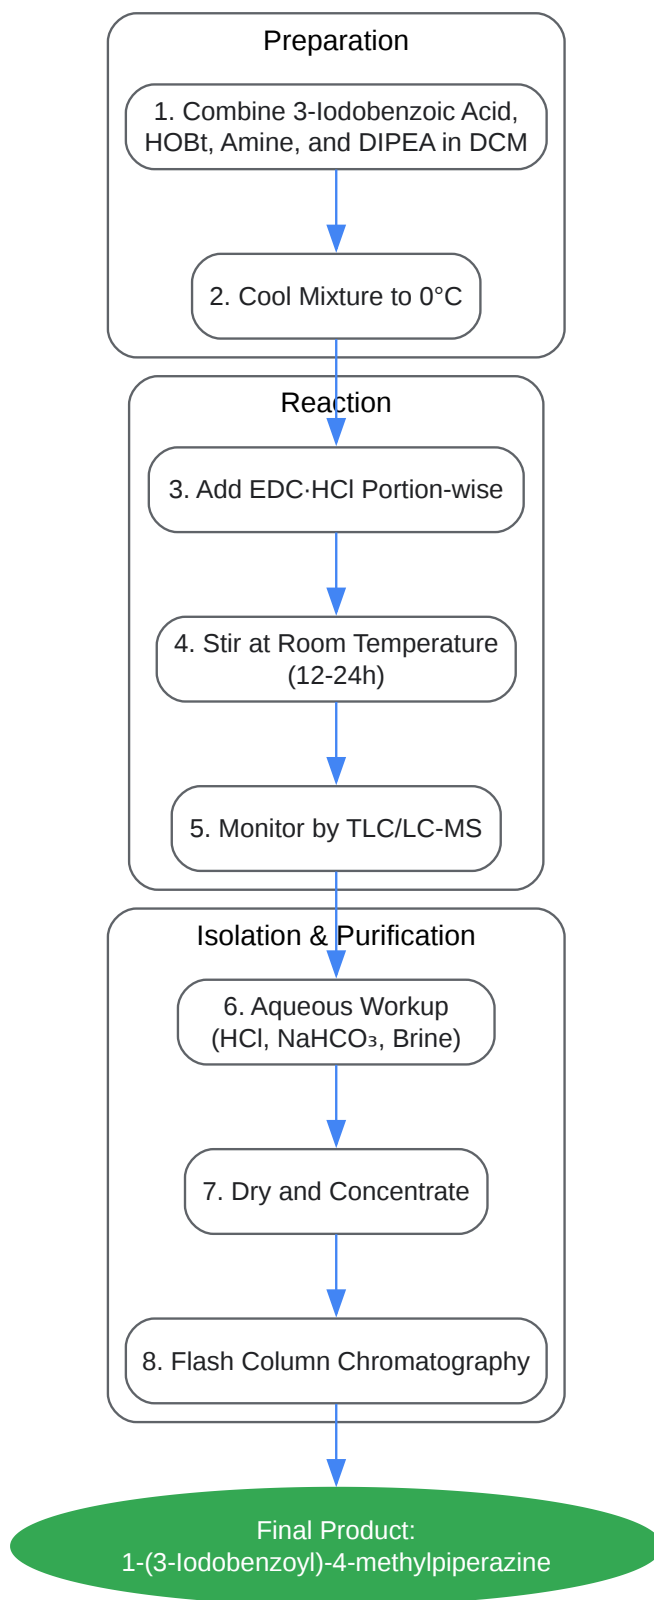 Preparation
1. Combine 3-Iodobenzoic Acid,
HOBt, Amine, and DIPEA in DCM
2. Cool Mixture to 0°C
Reaction
3. Add EDC·HCl Portion-wise
4. Stir at Room Temperature
(12-24h)
5. Monitor by TLC/LC-MS
Isolation & Purification
6. Aqueous Workup
(HCl, NaHCO₃, Brine)
7. Dry and Concentrate
8. Flash Column Chromatography
Final Product:
1-(3-Iodobenzoyl)-4-methylpiperazine